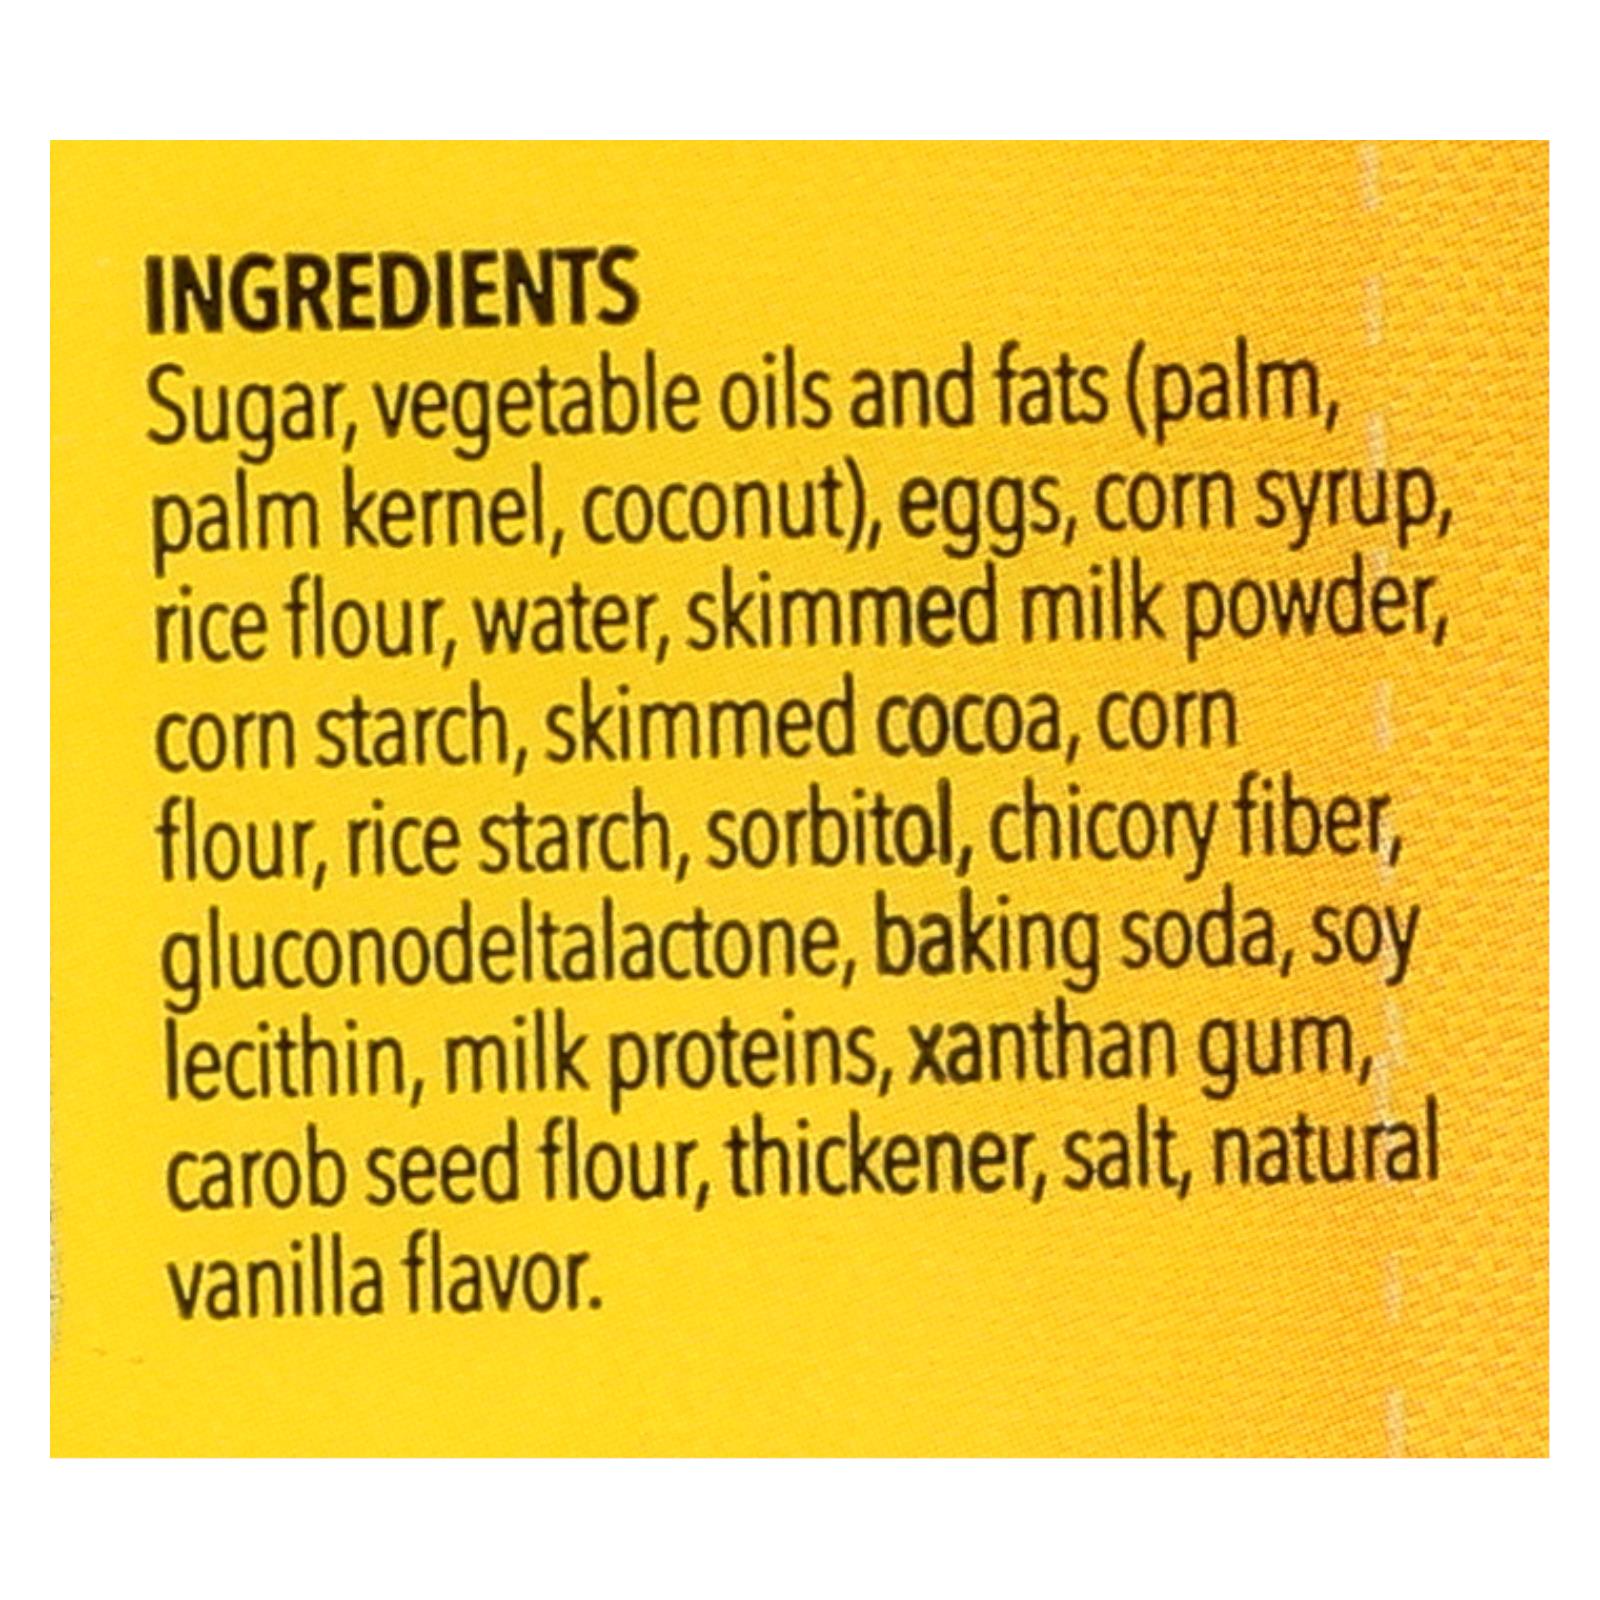 INGREDIENTS
Sugar, vegetable oils and fats (palm,
palm kernel, coconut), eggs, corn syrup,
rice flour, water, skimmed milk powder,
corn starch, skimmed cocoa, corn
flour, rice starch, sorbitol, chicory fiber,
gluconodeltalactone, baking soda, soy
lecithin, milk proteins, xanthan gum,
carob seed flour, thickener, salt, natural
vanilla flavor.